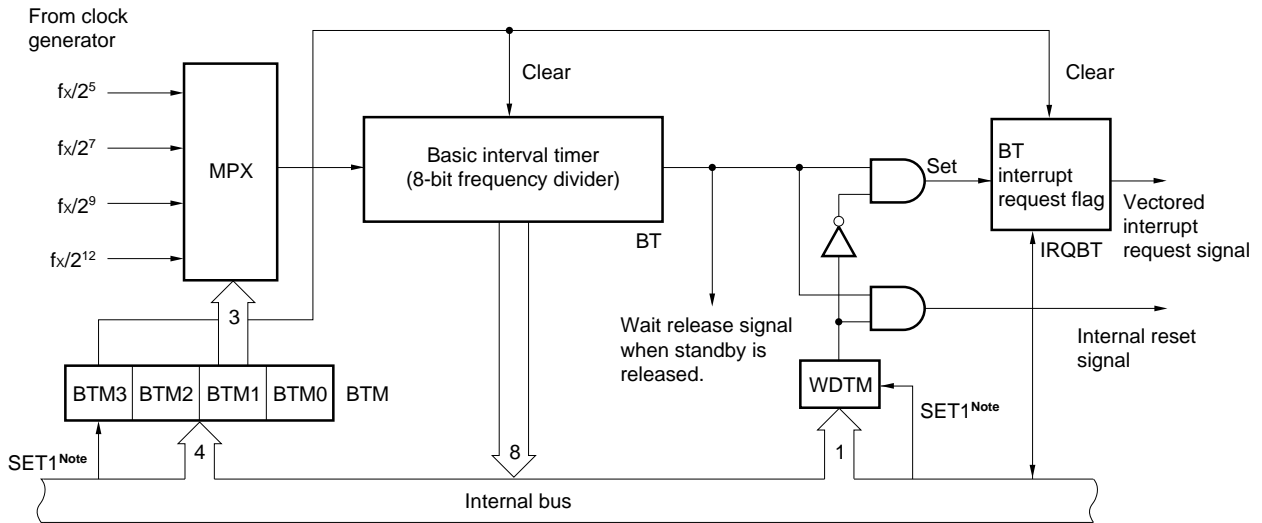 From clock
generator
fX/2⁵
fX/2⁷
fX/2⁹
fX/2¹²
MPX
Clear
Clear
Basic interval timer
(8-bit frequency divider)
BT
Set
BT
interrupt
request flag
IRQBT
Vectored
interrupt
request signal
Wait release signal
when standby is
released.
Internal reset
signal
3
BTM3 BTM2 BTM1 BTM0 BTM
WDTM
SET1Note
SET1Note
4
8
1
Internal bus